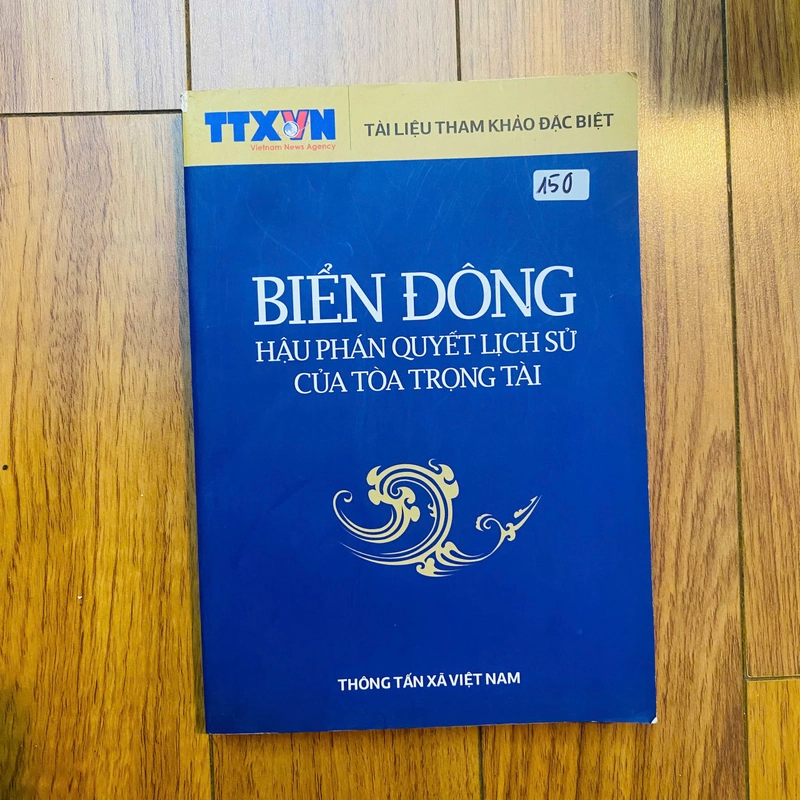 TTXVN
Vietnam News Agency
TÀI LIỆU THAM KHẢO ĐẶC BIỆT
150
BIỂN ĐÔNG
HẬU PHÁN QUYẾT LỊCH SỬ
CỦA TÒA TRỌNG TÀI
THÔNG TẤN XÃ VIỆT NAM